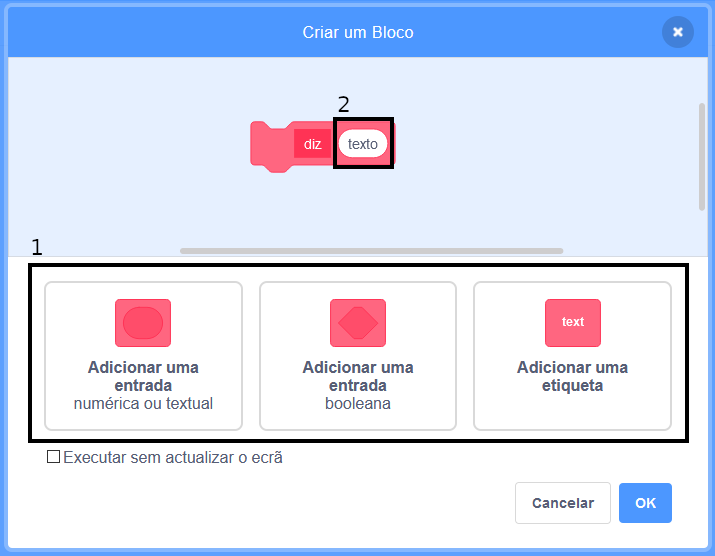 Criar um Bloco
2
diz texto
1
text
Adicionar uma entrada
numérica ou textual
Adicionar uma entrada
booleana
Adicionar uma etiqueta
Executar sem actualizar o ecrã
Cancelar OK